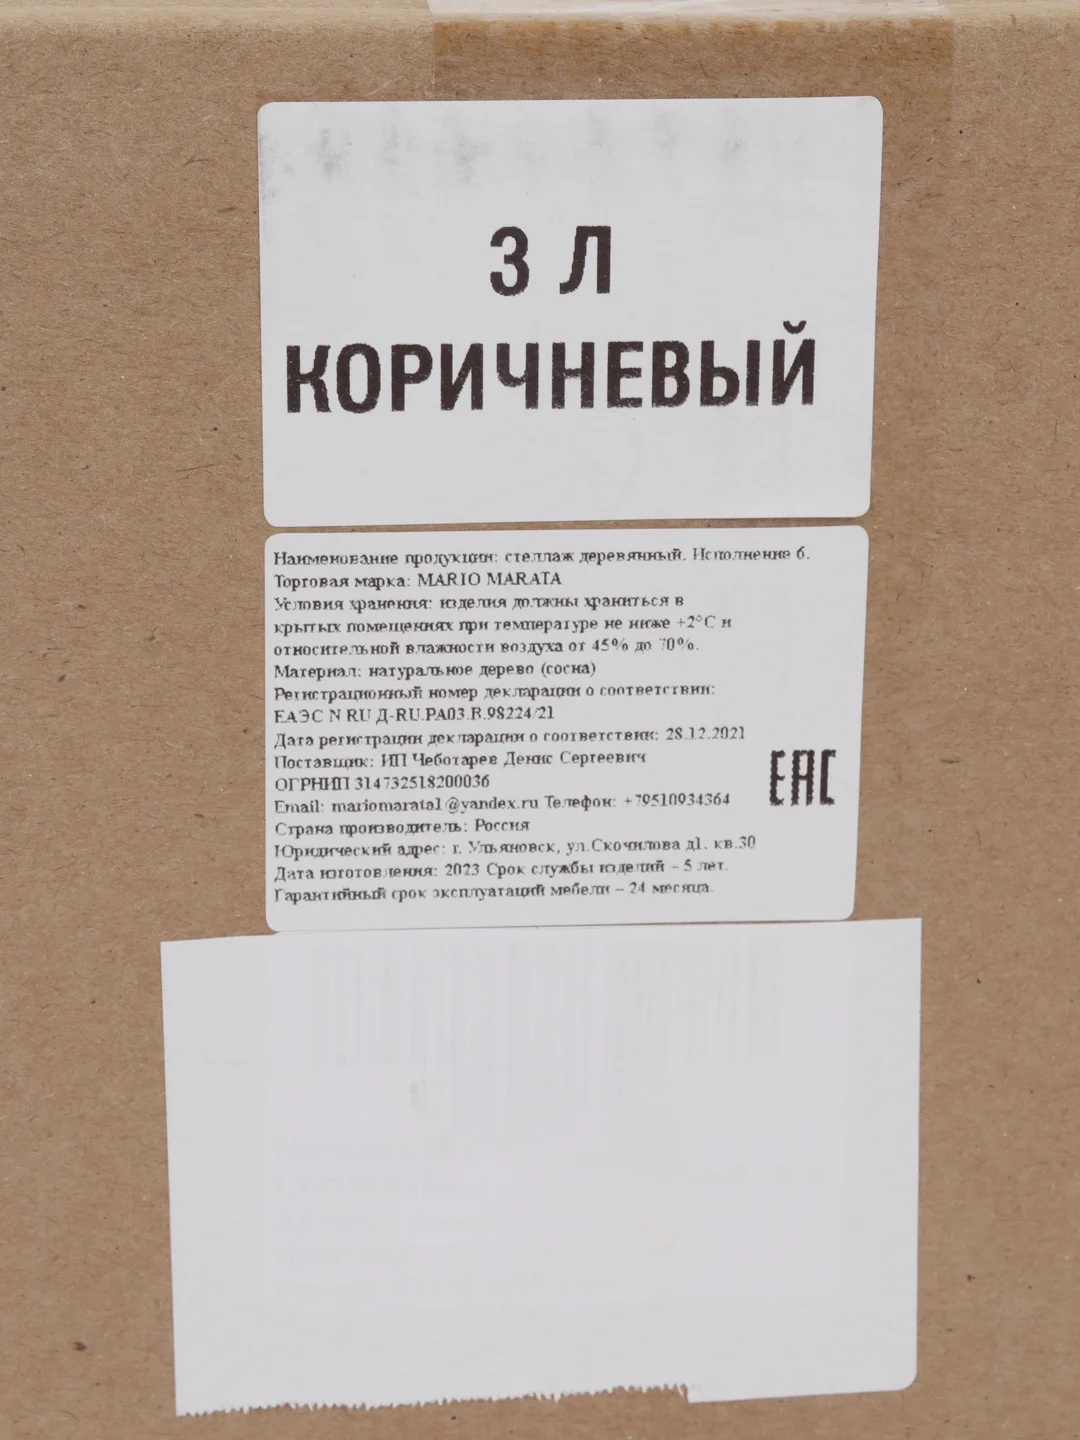 3 Л
КОРИЧНЕВЫЙ
Наименование продукции: стеллаж деревянный. Исполнение 6.
Торговая марка: MARIO MARATA
Условия хранения: изделия должны храниться в
крытых помещениях при температуре не ниже +2°C и
относительной влажности воздуха от 45% до 70%.
Материал: натуральное дерево (сосна)
Регистрационный номер декларации о соответствии:
ЕАЭС N RU Д-RU.РА03.В.98224/21
Дата регистрации декларации о соответствии: 28.12.2021
Поставщик: ИП Чеботарев Денис Сергеевич
ОГРНИП 314732518200036
Email: mariomarata1@yandex.ru Телефон: +79510934364
EAC
Страна производитель: Россия
Юридический адрес: г. Ульяновск, ул.Скочилова д1. кв.30
Дата изготовления: 2023 Срок службы изделий – 5 лет.
Гарантийный срок эксплуатаций мебели – 24 месяца.